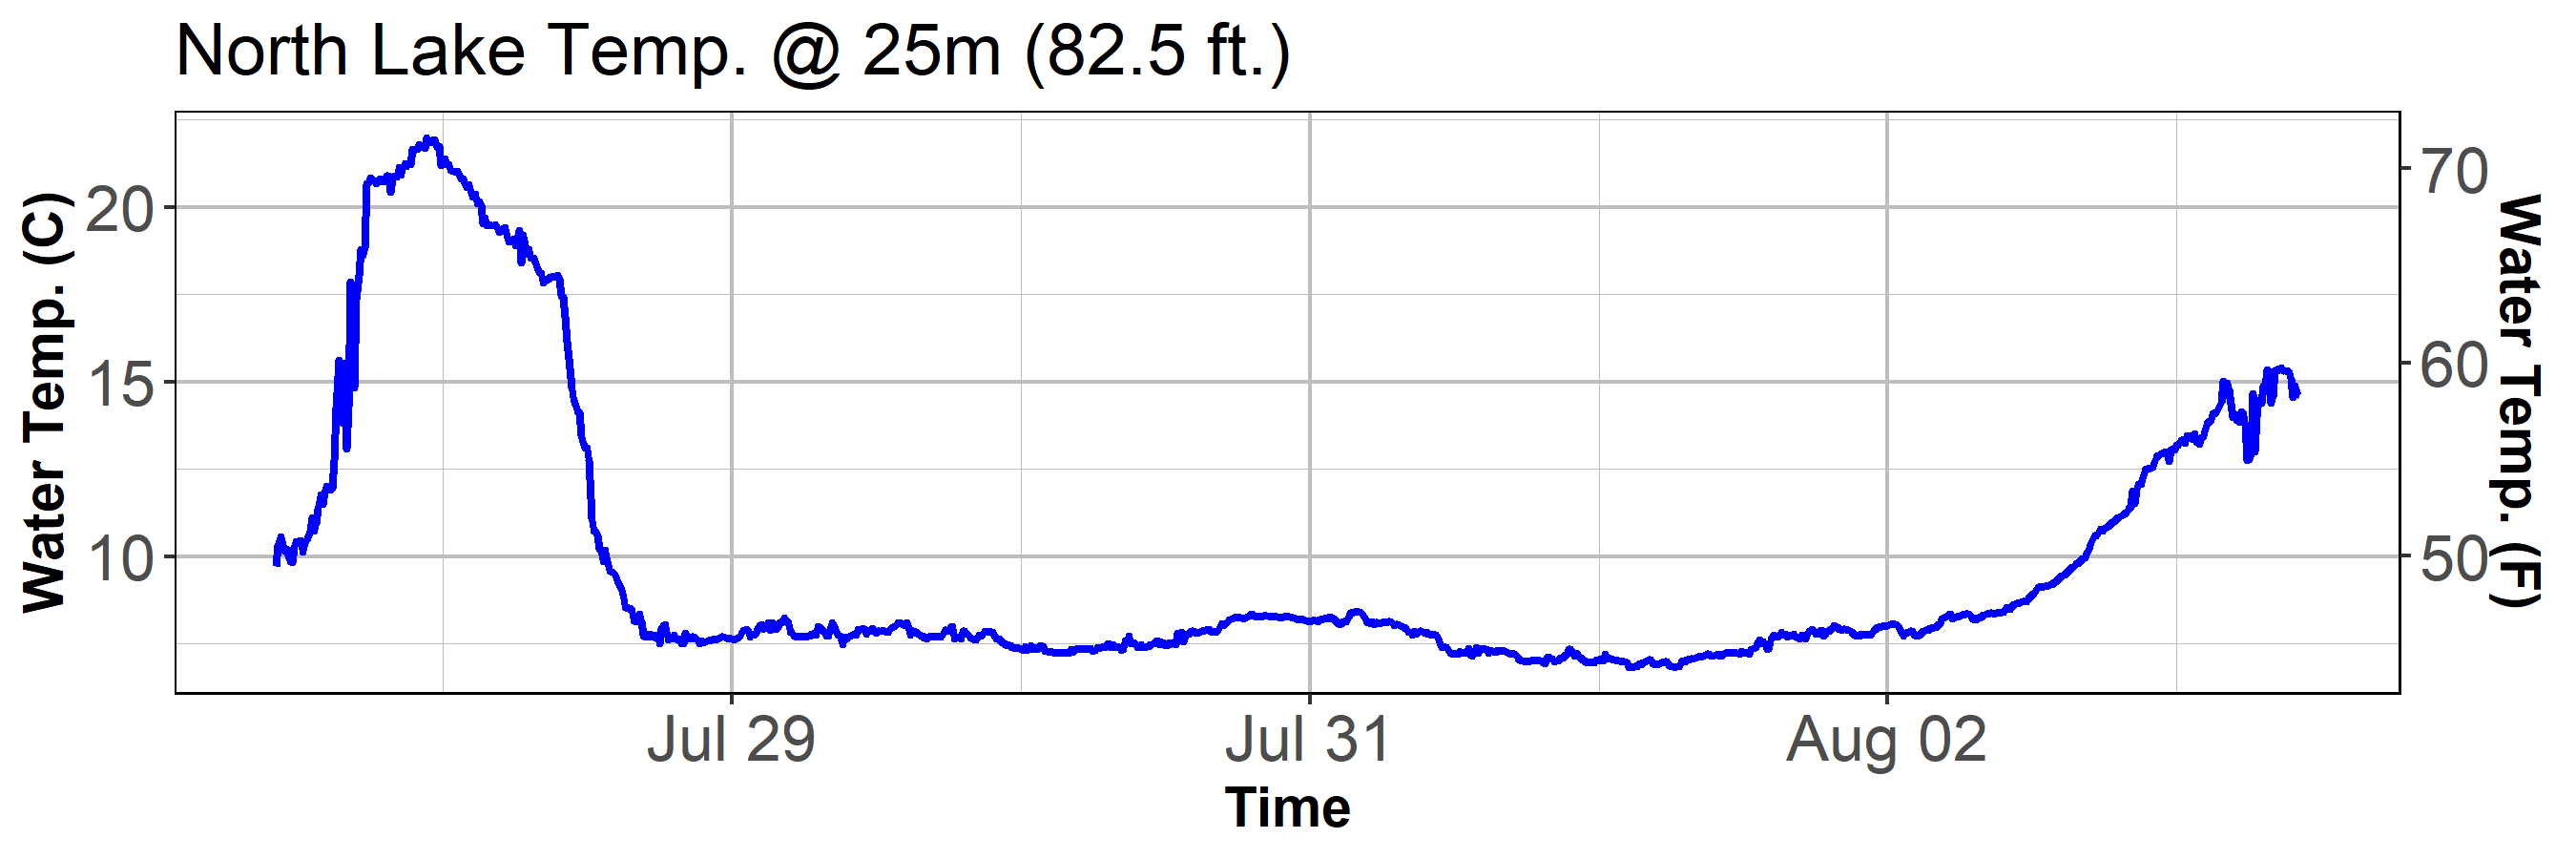 North Lake Temp. @ 25m (82.5 ft.)
Water Temp. (C)
20
15
10
70
60
50
Water Temp. (F)
Jul 29
Jul 31
Aug 02
Time